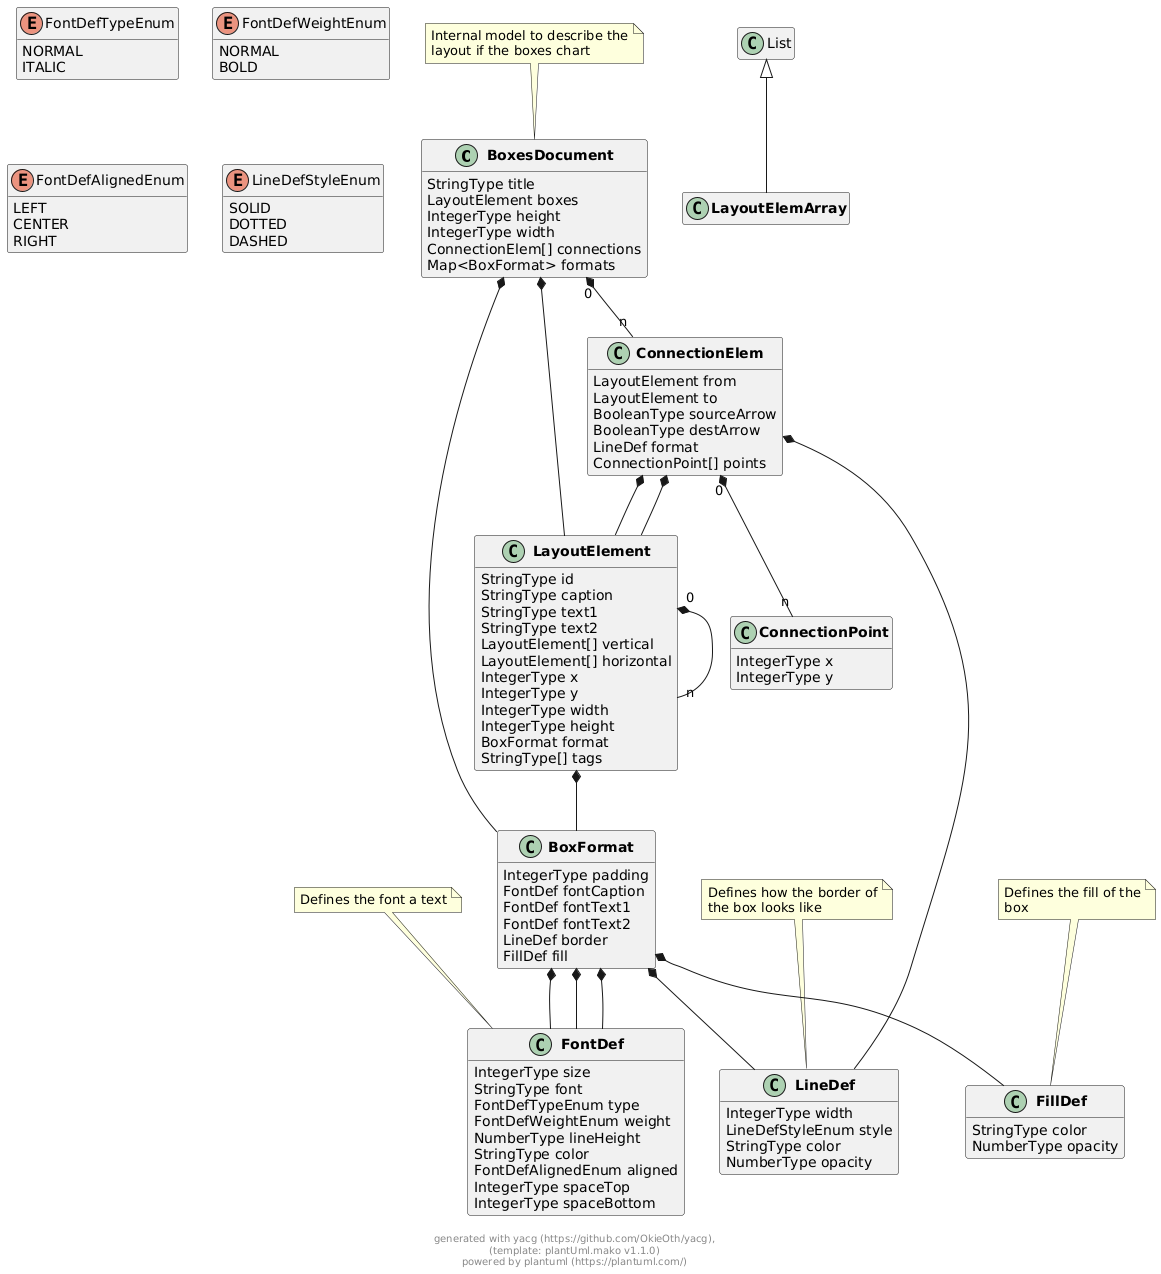 E FontDefTypeEnum
NORMAL
ITALIC
E FontDefWeightEnum
NORMAL
BOLD
Internal model to describe the
layout if the boxes chart
C List
E FontDefAlignedEnum
LEFT
CENTER
RIGHT
E LineDefStyleEnum
SOLID
DOTTED
DASHED
C BoxesDocument
StringType title
LayoutElement boxes
IntegerType height
IntegerType width
ConnectionElem[] connections
Map<BoxFormat> formats
C LayoutElemArray
0
n
C ConnectionElem
LayoutElement from
LayoutElement to
BooleanType sourceArrow
BooleanType destArrow
LineDef format
ConnectionPoint[] points
0
n
C LayoutElement
StringType id
StringType caption
StringType text1
StringType text2
LayoutElement[] vertical
LayoutElement[] horizontal
IntegerType x
IntegerType y
IntegerType width
IntegerType height
BoxFormat format
StringType[] tags
0
n
C ConnectionPoint
IntegerType x
IntegerType y
C BoxFormat
IntegerType padding
FontDef fontCaption
FontDef fontText1
FontDef fontText2
LineDef border
FillDef fill
Defines the font a text
Defines how the border of
the box looks like
Defines the fill of the
box
C FontDef
IntegerType size
StringType font
FontDefTypeEnum type
FontDefWeightEnum weight
NumberType lineHeight
StringType color
FontDefAlignedEnum aligned
IntegerType spaceTop
IntegerType spaceBottom
C LineDef
IntegerType width
LineDefStyleEnum style
StringType color
NumberType opacity
C FillDef
StringType color
NumberType opacity
generated with yacg (https://github.com/OkieOth/yacg),
(template: plantUml.mako v1.1.0)
powered by plantuml (https://plantuml.com/)